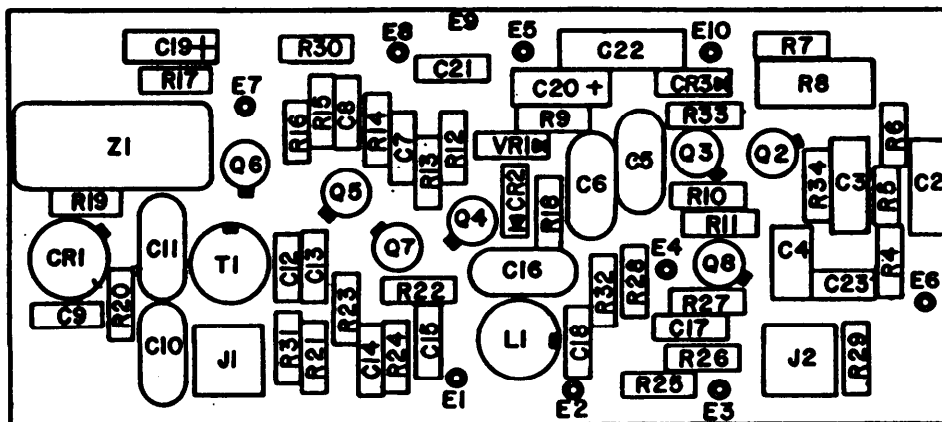 E9
E8
E5
E10
C19+
R30
C22
R7
R17
C21
CR3
R8
E7
C20 +
R15
C8
R16
R14
R9
R33
C7
R12
R6
Z1
R13
VR1
C6
C5
Q3
Q2
Q6
R34
C3
R5
C2
Q5
CR2
R18
R10
R19
Q4
R11
C11
CR1
T1
C12
C13
Q7
C16
E4
Q8
C4
R4
R20
R23
R22
R32
R28
C23
E6
R27
C9
C15
C17
C10
J1
R31
R21
C14
R24
L1
C18
R26
J2
R29
R25
E1
E2
E3